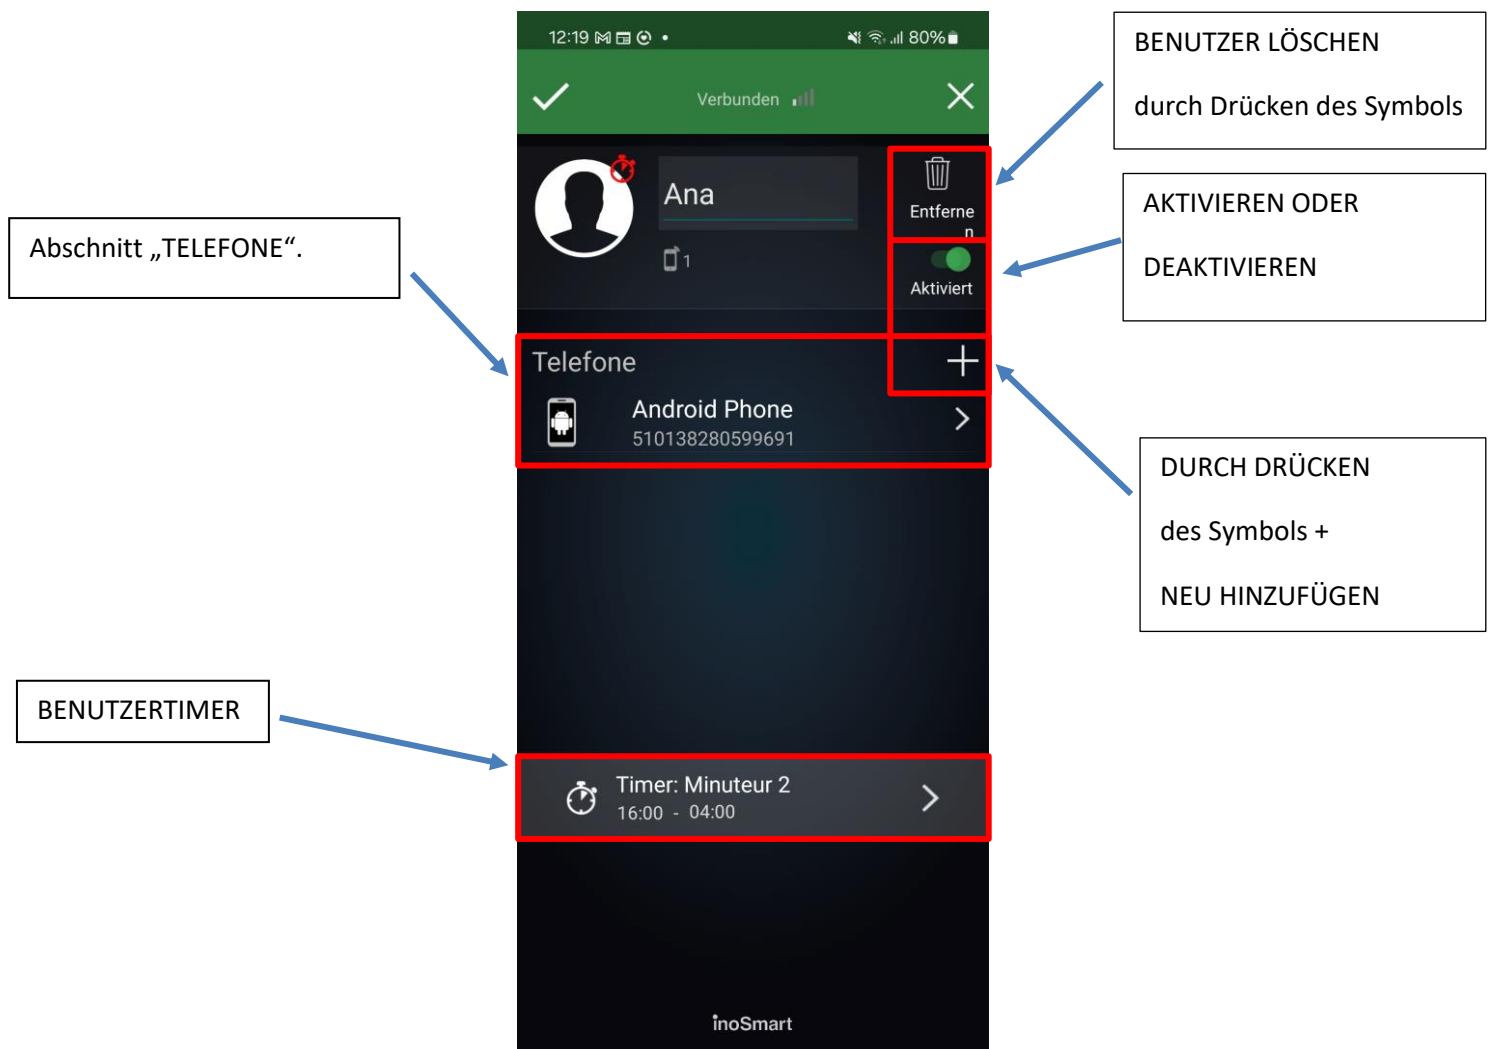 12:19
80%
Verbunden
Ana
1
Entferne
n
Aktiviert
Telefone
Android Phone
510138280599691
Timer: Minuteur 2
16:00 - 04:00
inoSmart
Abschnitt „TELEFONE“.
BENUTZERTIMER
BENUTZER LÖSCHEN
durch Drücken des Symbols
AKTIVIEREN ODER
DEAKTIVIEREN
DURCH DRÜCKEN
des Symbols +
NEU HINZUFÜGEN